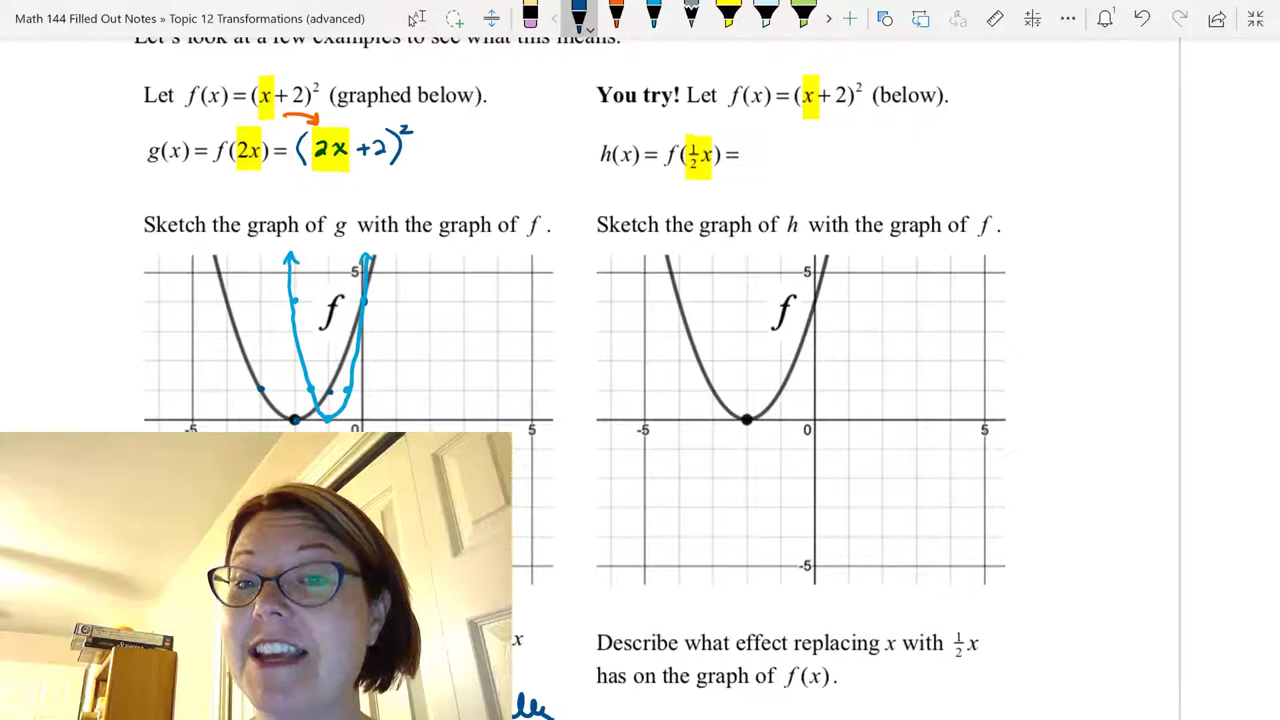 Math 144 Filled Out Notes » Topic 12 Transformations (advanced)
Let's look at a few examples to see what this means.
Let f(x) = (x + 2)² (graphed below).
g(x) = f(2x) = (2x + 2)²
Sketch the graph of g with the graph of f .
5
f
-5
0
5
x
You try! Let f(x) = (x + 2)² (below).
h(x) = f(½x) =
Sketch the graph of h with the graph of f .
5
f
-5
0
5
-5
Describe what effect replacing x with ½x
has on the graph of f(x).